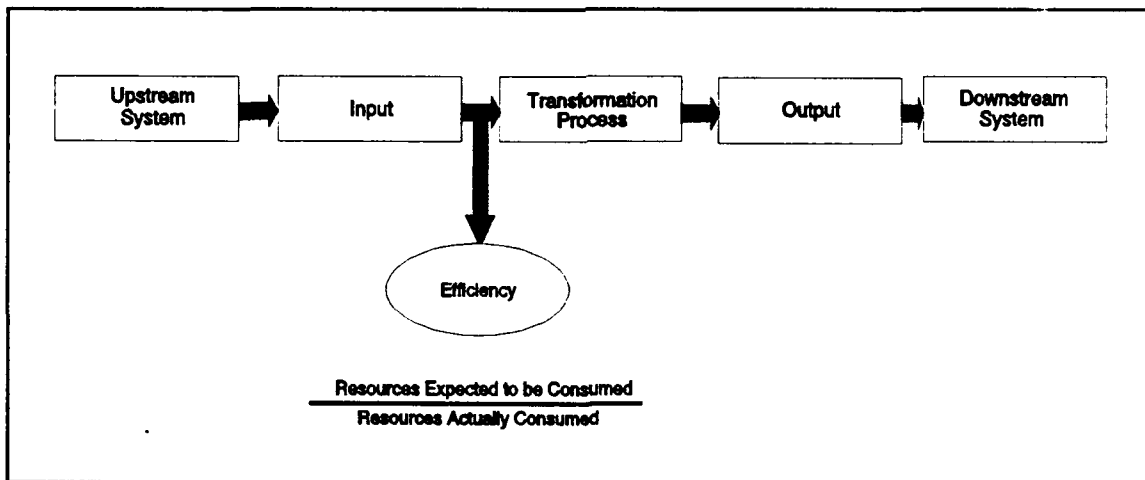 Upstream
System
Input
Transformation
Process
Output
Downstream
System
Efficiency
Resources Expected to be Consumed
Resources Actually Consumed